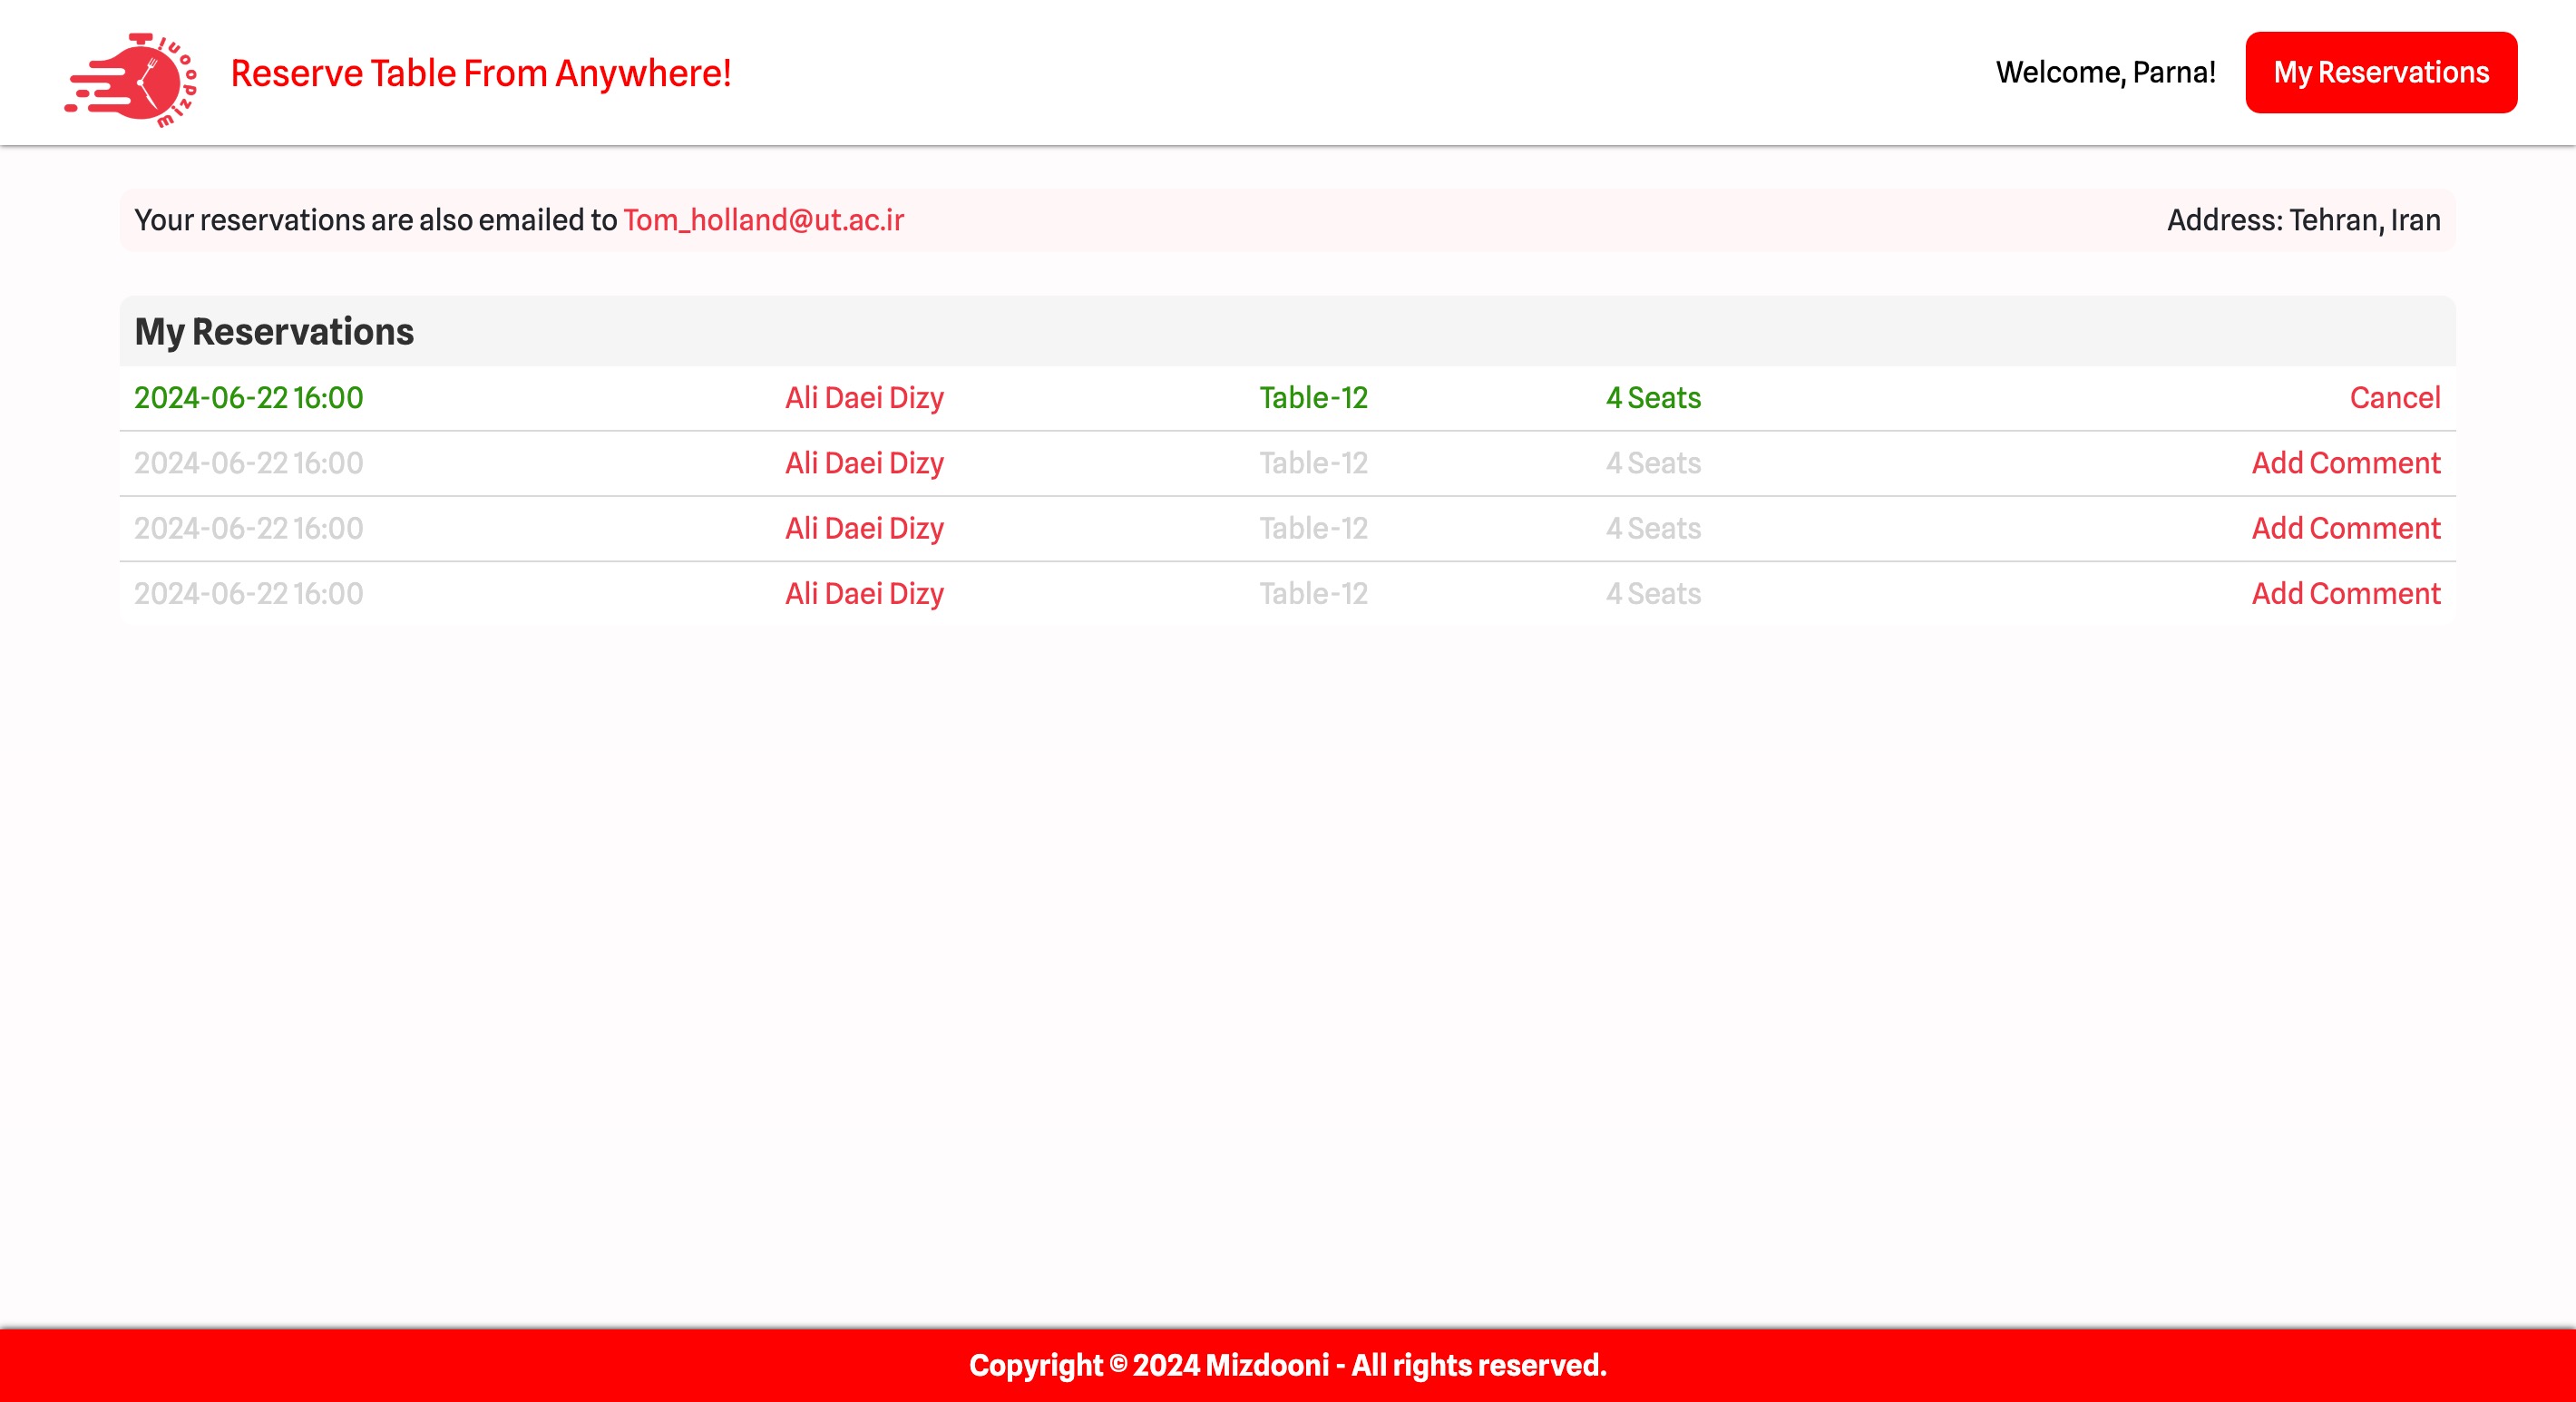 mizdooni!
Reserve Table From Anywhere!
Welcome, Parna!
My Reservations
Your reservations are also emailed to Tom_holland@ut.ac.ir
Address: Tehran, Iran
My Reservations
2024-06-22 16:00 Ali Daei Dizy Table-12 4 Seats Cancel
2024-06-22 16:00 Ali Daei Dizy Table-12 4 Seats Add Comment
2024-06-22 16:00 Ali Daei Dizy Table-12 4 Seats Add Comment
2024-06-22 16:00 Ali Daei Dizy Table-12 4 Seats Add Comment
Copyright © 2024 Mizdooni - All rights reserved.